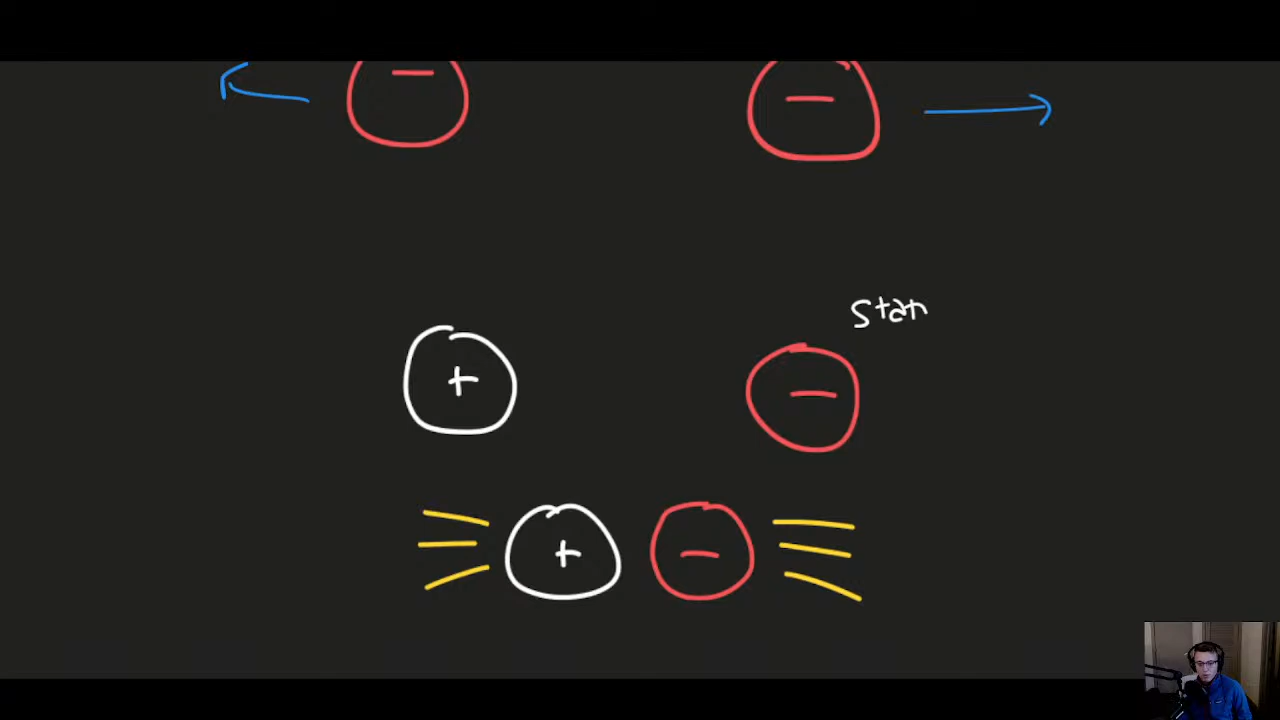 - -
Stan
+ -
+ -